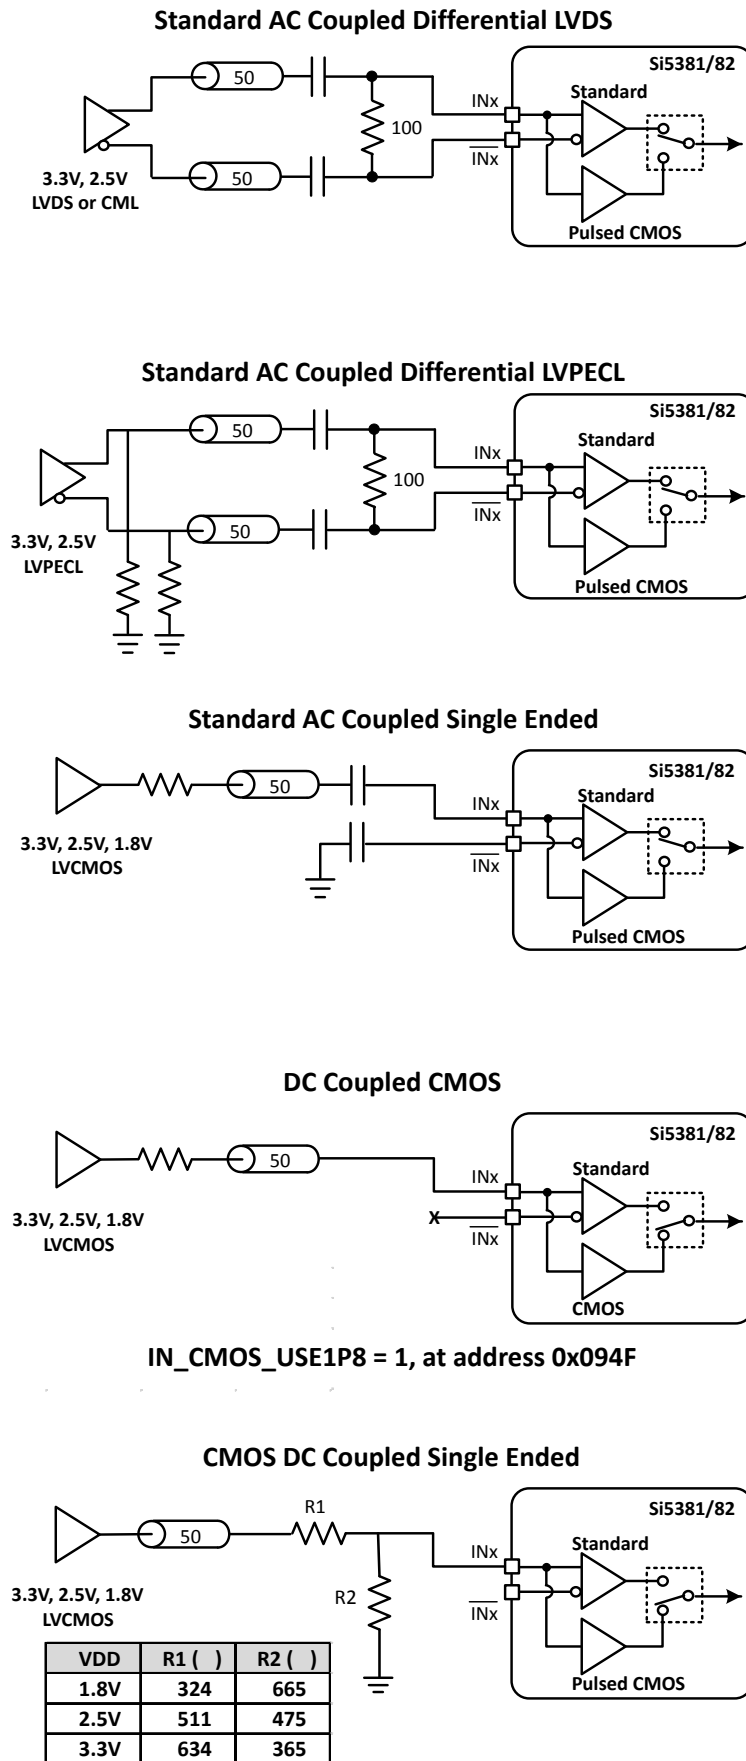 Standard AC Coupled Differential LVDS
Si5381/82
50
INx
Standard
100
INx
50
3.3V, 2.5V
LVDS or CML
Pulsed CMOS
Standard AC Coupled Differential LVPECL
Si5381/82
50
Standard
INx
100
INx
50
3.3V, 2.5V
LVPECL
Pulsed CMOS
Standard AC Coupled Single Ended
Si5381/82
50
Standard
INx
3.3V, 2.5V, 1.8V
LVCMOS
INx
Pulsed CMOS
DC Coupled CMOS
Si5381/82
50
Standard
INx
3.3V, 2.5V, 1.8V
LVCMOS
X
INx
CMOS
IN_CMOS_USE1P8 = 1, at address 0x094F
CMOS DC Coupled Single Ended
R1
Si5381/82
50
Standard
INx
3.3V, 2.5V, 1.8V
LVCMOS
R2
INx
Pulsed CMOS
VDD R1 ( ) R2 ( )
1.8V 324 665
2.5V 511 475
3.3V 634 365